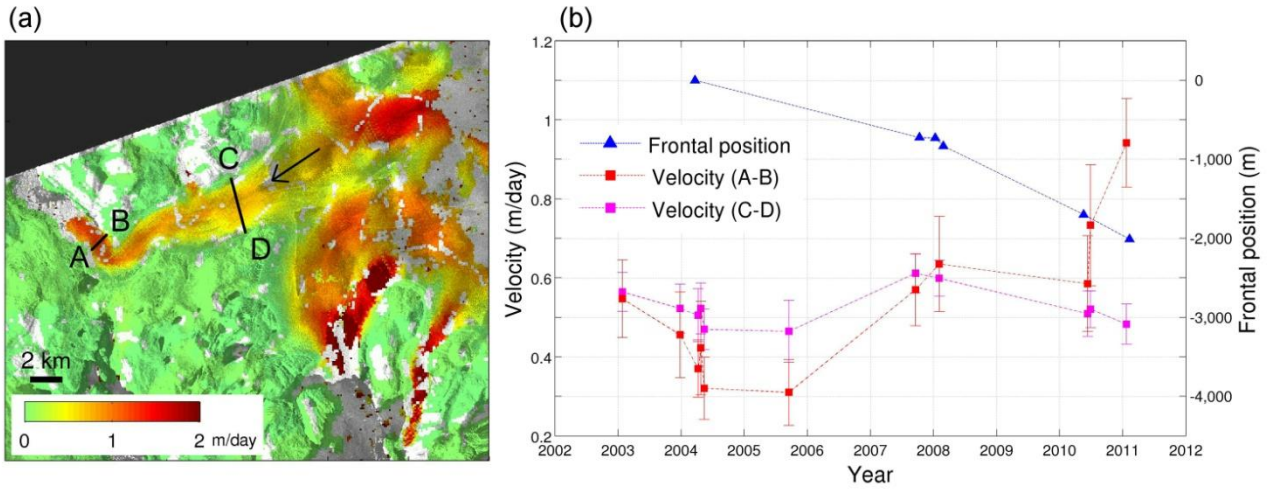 (a)
C
B
A
D
2 km
0 1 2 m/day
(b)
Velocity (m/day)
1.2
1
0.8
0.6
0.4
0.2
Frontal position
Velocity (A-B)
Velocity (C-D)
0
-1,000
-2,000
-3,000
-4,000
Frontal position (m)
2002 2003 2004 2005 2006 2007 2008 2009 2010 2011 2012
Year